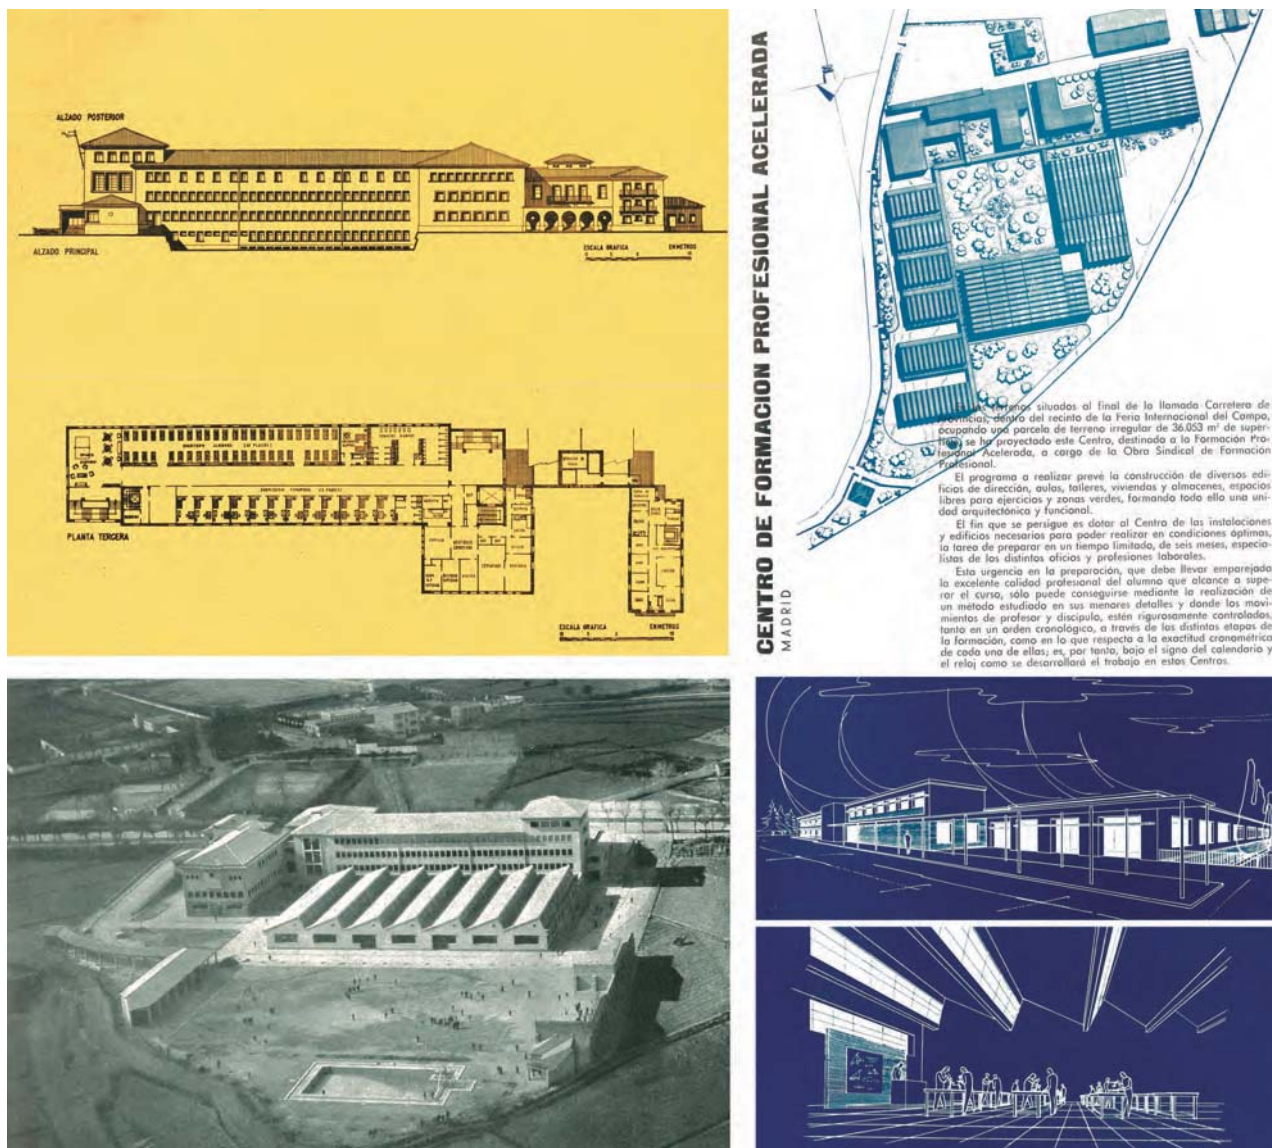 ALZADO POSTERIOR
ALZADO PRINCIPAL
ESCALA GRAFICA
EN METROS
PLANTA TERCERA
ESCALA GRAFICA
EN METROS
CENTRO DE FORMACION PROFESIONAL ACELERADA
MADRID
terrenos situados al final de la llamada Carretera de
Provincias, dentro del recinto de la Feria Internacional del Campo,
ocupando una parcela de terreno irregular de 36.053 m² de super-
ficie, se ha proyectado este Centro, destinado a la Formación Pro-
fesional Acelerada, a cargo de la Obra Sindical de Formación
Profesional.
El programa a realizar prevé la construcción de diversos edi-
ficios de dirección, aulas, talleres, viviendas y almacenes, espacios
libres para ejercicios y zonas verdes, formando todo ello una uni-
dad arquitectónica y funcional.
El fin que se persigue es dotar al Centro de las instalaciones
y edificios necesarios para poder realizar en condiciones óptimas,
la tarea de preparar en un tiempo limitado, de seis meses, especia-
listas de los distintos oficios y profesiones laborales.
Esta urgencia en la preparación, que debe llevar emparejada
la excelente calidad profesional del alumno que alcance a supe-
rar el curso, sólo puede conseguirse mediante la realización de
un método estudiado en sus menores detalles y donde los movi-
mientos de profesor y discípulo, estén rigurosamente controlados,
tanto en un orden cronológico, a través de las distintas etapas de
la formación, como en lo que respecta a la exactitud cronométrica
de cada una de ellas; es, por tanto, bajo el signo del calendario y
el reloj como se desarrollará el trabajo en estos Centros.